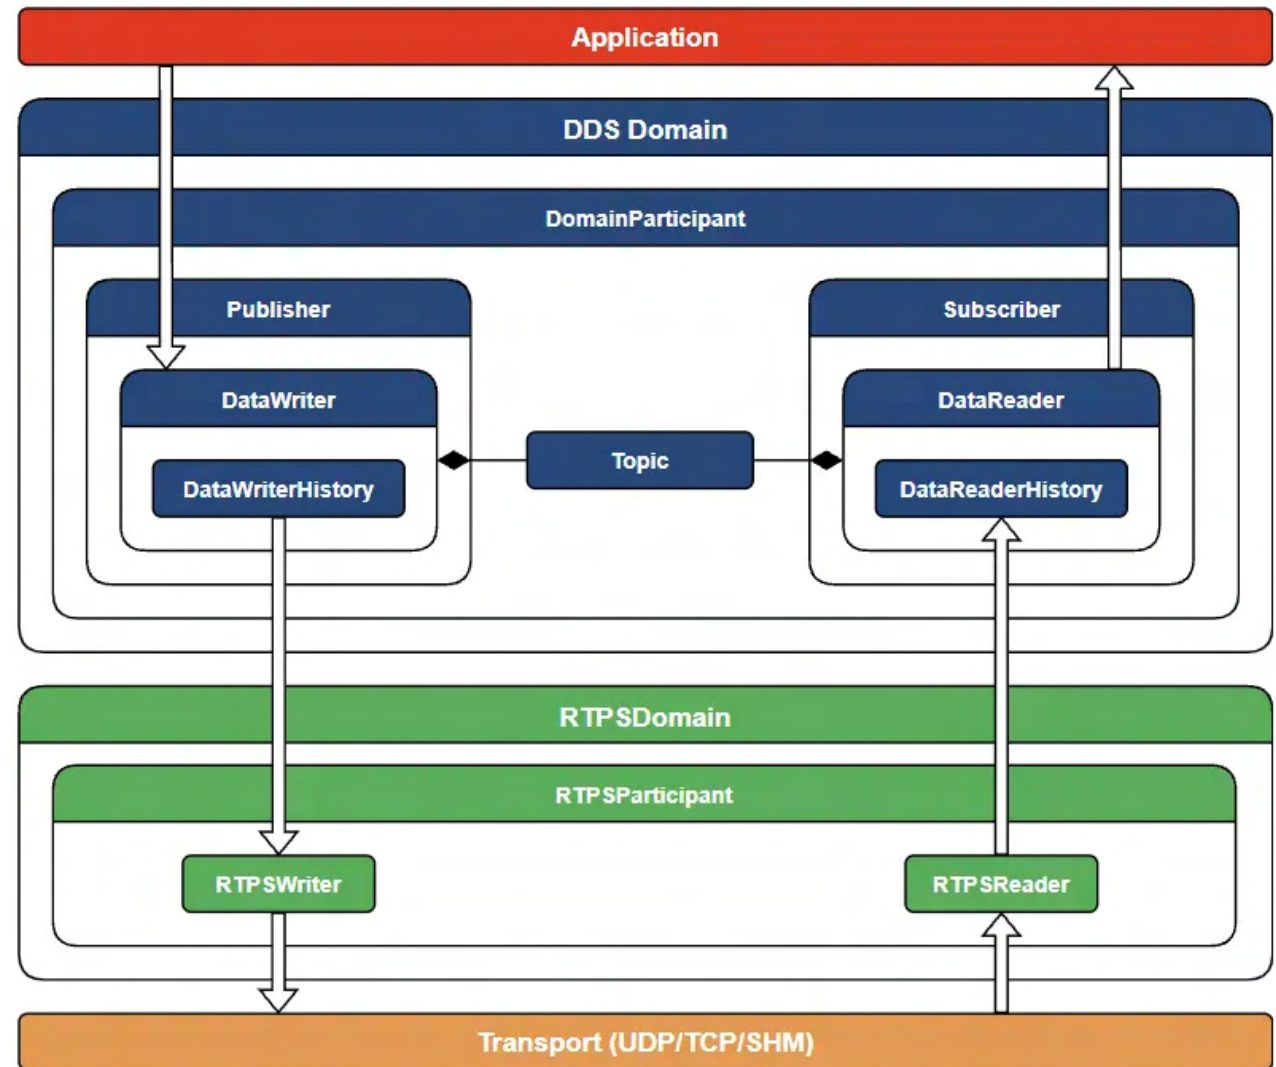 Application
DDS Domain
DomainParticipant
Publisher
Subscriber
DataWriter
DataReader
Topic
DataWriterHistory
DataReaderHistory
RTPSDomain
RTPSParticipant
RTPSWriter
RTPSReader
Transport (UDP/TCP/SHM)